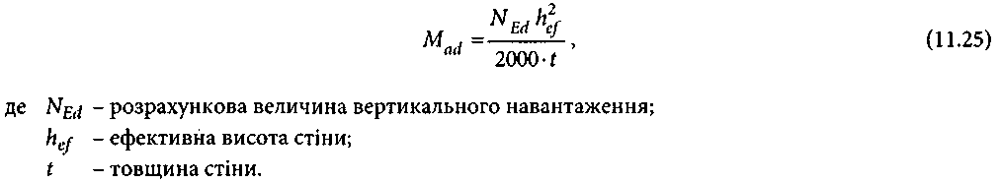 M_ad = N_Ed h_ef^2 / 2000 · t , (11.25)
де N_Ed – розрахункова величина вертикального навантаження;
h_ef – ефективна висота стіни;
t – товщина стіни.